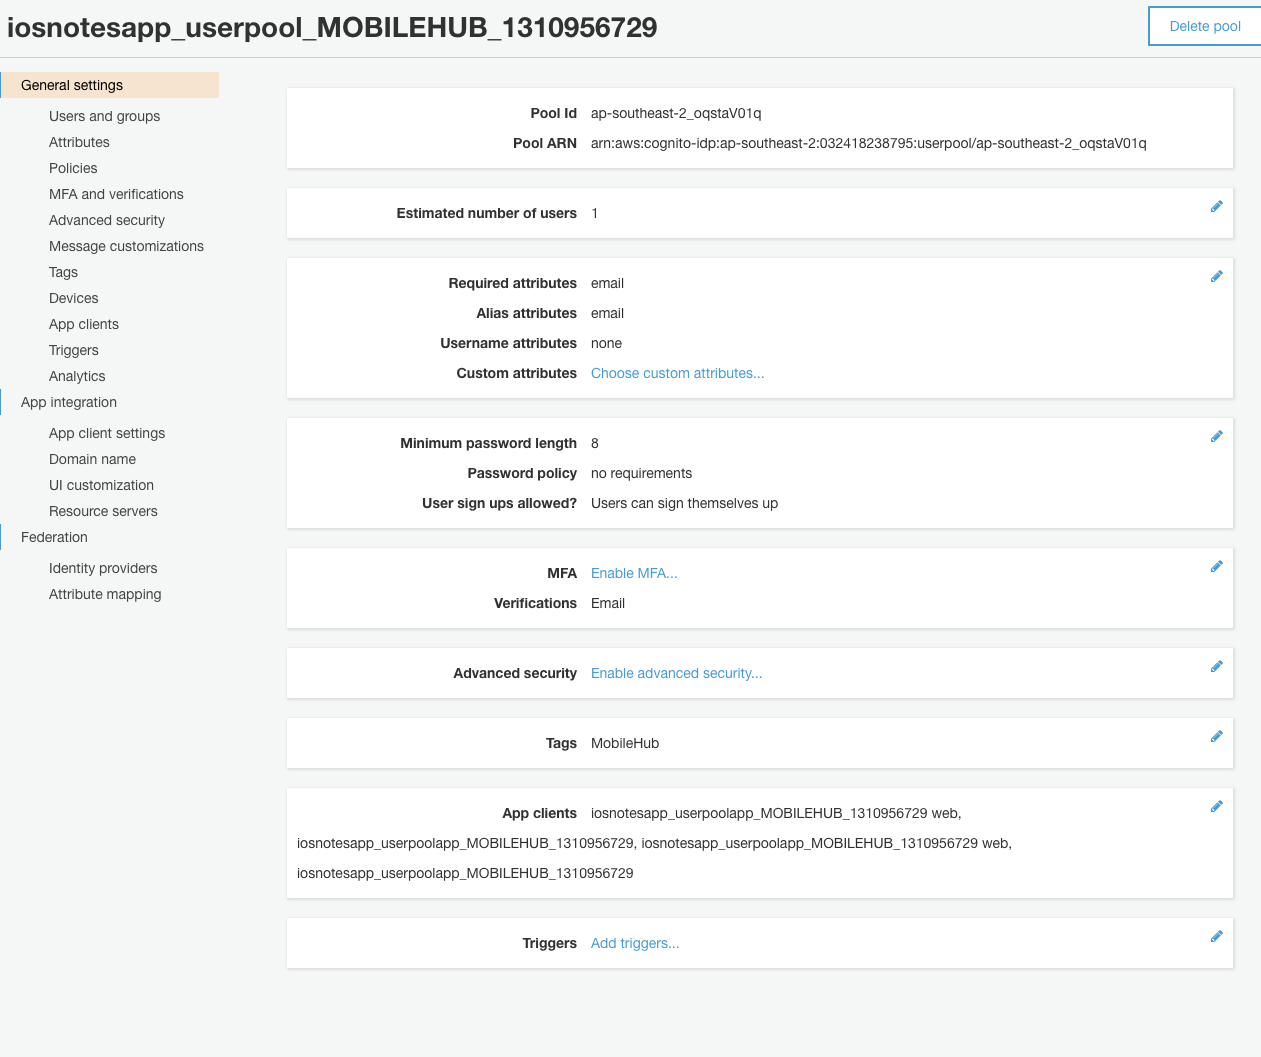 iosnotesapp_userpool_MOBILEHUB_1310956729
Delete pool
General settings
Users and groups
Attributes
Policies
MFA and verifications
Advanced security
Message customizations
Tags
Devices
App clients
Triggers
Analytics
App integration
App client settings
Domain name
UI customization
Resource servers
Federation
Identity providers
Attribute mapping
Pool Id ap-southeast-2_oqstaV01q
Pool ARN arn:aws:cognito-idp:ap-southeast-2:032418238795:userpool/ap-southeast-2_oqstaV01q
Estimated number of users 1
Required attributes email
Alias attributes email
Username attributes none
Custom attributes Choose custom attributes...
Minimum password length 8
Password policy no requirements
User sign ups allowed? Users can sign themselves up
MFA Enable MFA...
Verifications Email
Advanced security Enable advanced security...
Tags MobileHub
App clients iosnotesapp_userpoolapp_MOBILEHUB_1310956729 web,
iosnotesapp_userpoolapp_MOBILEHUB_1310956729, iosnotesapp_userpoolapp_MOBILEHUB_1310956729 web,
iosnotesapp_userpoolapp_MOBILEHUB_1310956729
Triggers Add triggers...